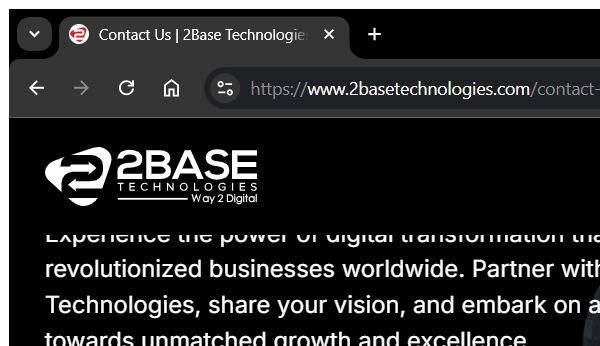 Contact Us | 2Base Technologies
https://www.2basetechnologies.com/contact-
2BASE
TECHNOLOGIES
Way 2 Digital
Experience the power of digital transformation tha
revolutionized businesses worldwide. Partner with
Technologies, share your vision, and embark on a
towards unmatched growth and excellence.